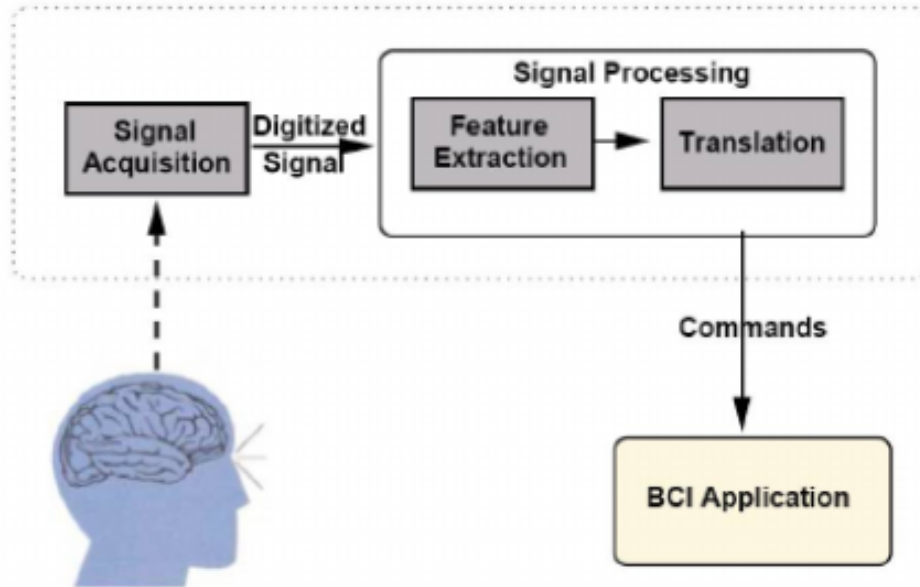 Signal Processing
Signal
Acquisition
Digitized
Signal
Feature
Extraction
Translation
Commands
BCI Application